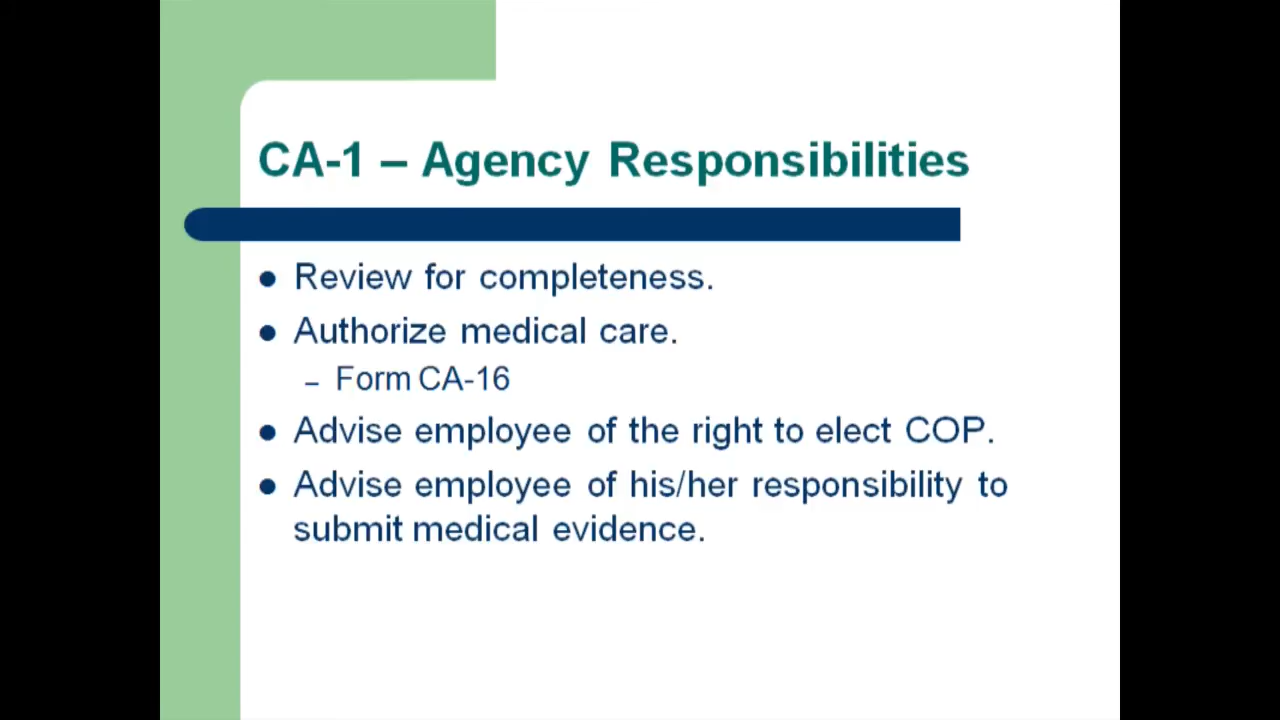 CA-1 – Agency Responsibilities
● Review for completeness.
● Authorize medical care.
– Form CA-16
● Advise employee of the right to elect COP.
● Advise employee of his/her responsibility to
submit medical evidence.